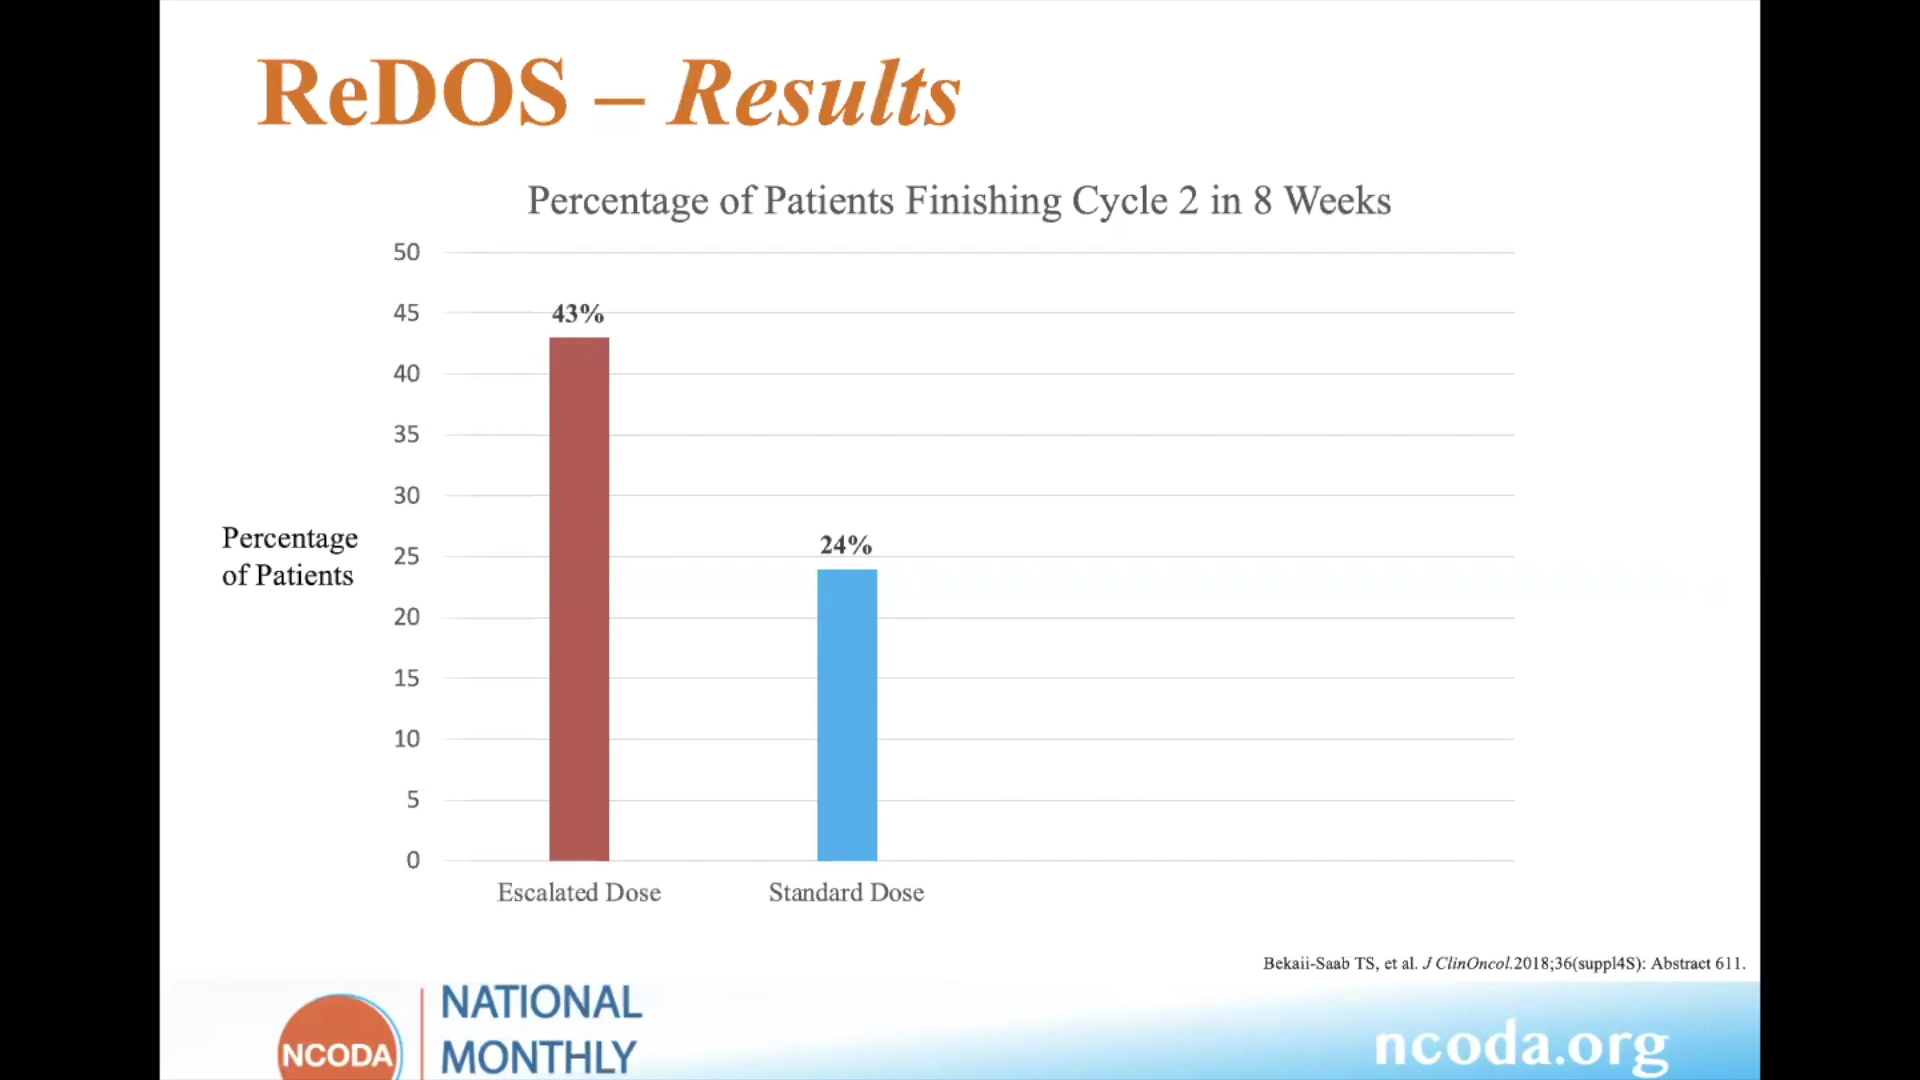 ReDOS – Results
Percentage of Patients Finishing Cycle 2 in 8 Weeks
50
45
43%
40
35
30
Percentage
of Patients
25
24%
20
15
10
5
0
Escalated Dose
Standard Dose
Bekaii-Saab TS, et al. J ClinOncol.2018;36(suppl4S): Abstract 611.
NCODA
NATIONAL
MONTHLY
ncoda.org